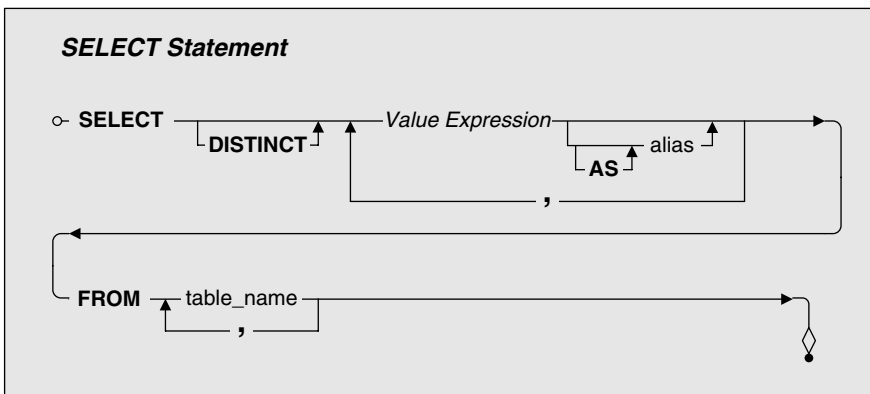 SELECT Statement
SELECT DISTINCT Value Expression AS alias
,
FROM table_name
,